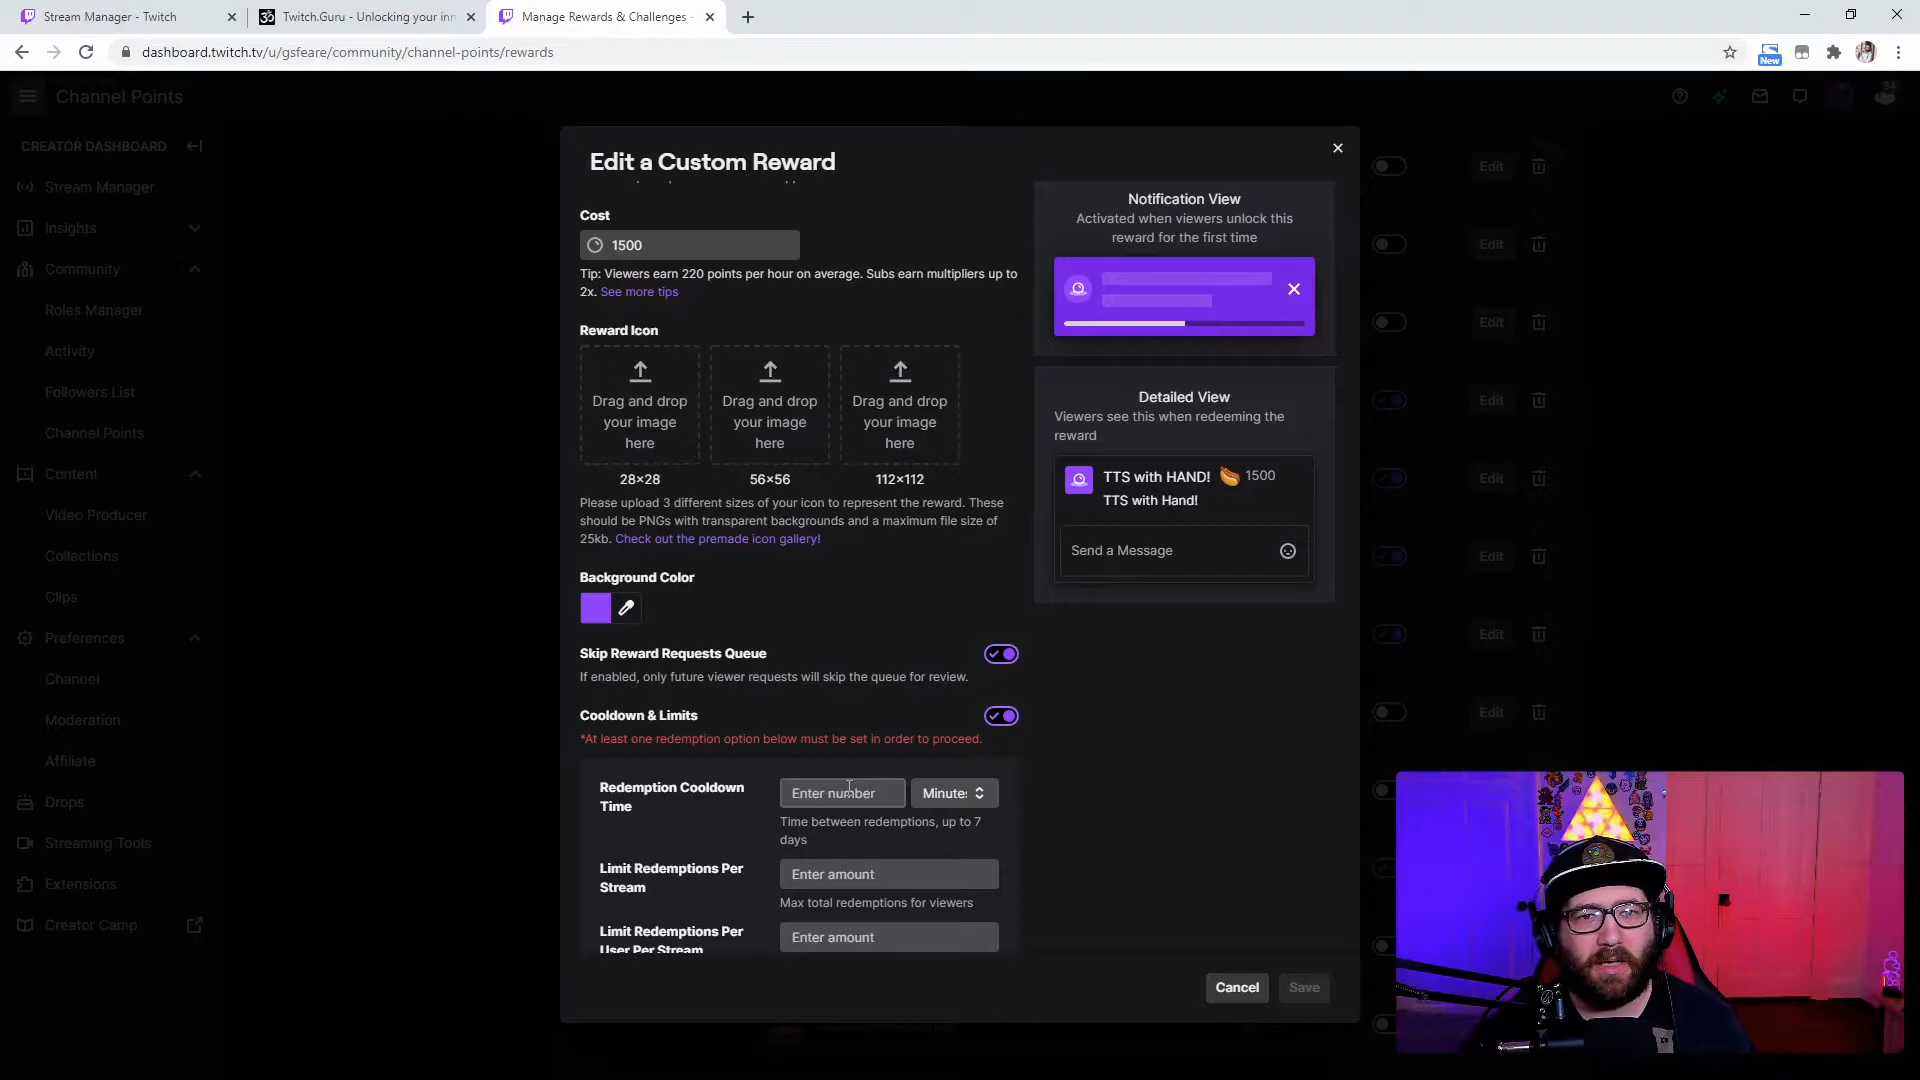 Stream Manager - Twitch
Twitch.Guru - Unlocking your inn
Manage Rewards & Challenges -
dashboard.twitch.tv/u/gsfeare/community/channel-points/rewards
New
Channel Points
34
CREATOR DASHBOARD
Stream Manager
Insights
Community
Roles Manager
Activity
Followers List
Channel Points
Content
Video Producer
Collections
Clips
Preferences
Channel
Moderation
Affiliate
Drops
Streaming Tools
Extensions
Creator Camp
Edit a Custom Reward
Cost
1500
Tip: Viewers earn 220 points per hour on average. Subs earn multipliers up to
2x. See more tips
Reward Icon
Drag and drop
your image
here
28×28
Drag and drop
your image
here
56×56
Drag and drop
your image
here
112×112
Please upload 3 different sizes of your icon to represent the reward. These
should be PNGs with transparent backgrounds and a maximum file size of
25kb. Check out the premade icon gallery!
Background Color
Skip Reward Requests Queue
If enabled, only future viewer requests will skip the queue for review.
Cooldown & Limits
*At least one redemption option below must be set in order to proceed.
Redemption Cooldown
Time
Enter number
Minutes
Time between redemptions, up to 7
days
Limit Redemptions Per
Stream
Enter amount
Max total redemptions for viewers
Limit Redemptions Per
User Per Stream
Enter amount
Notification View
Activated when viewers unlock this
reward for the first time
Detailed View
Viewers see this when redeeming the
reward
TTS with HAND! 1500
TTS with Hand!
Send a Message
Cancel
Save
Edit
Edit
Edit
Edit
Edit
Edit
Edit
Edit